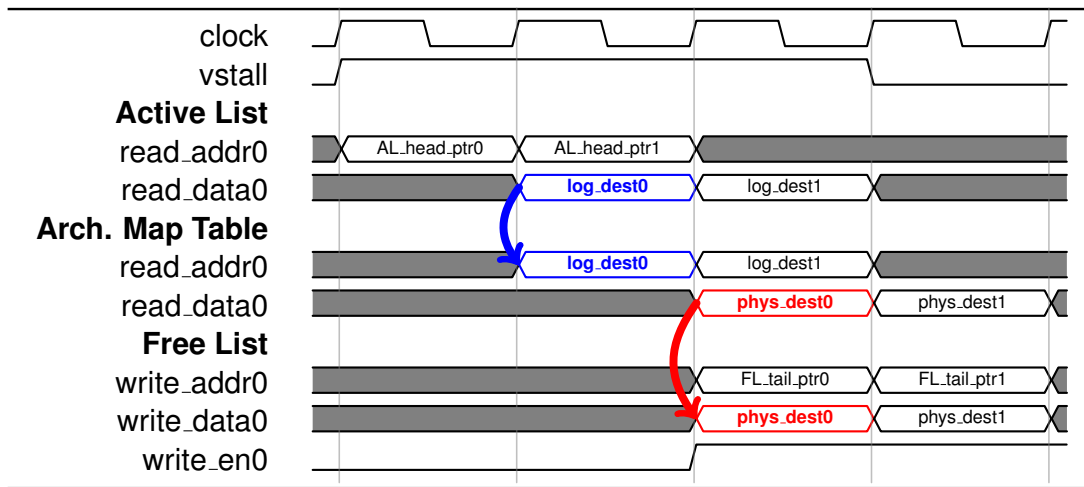 clock
vstall
Active List
read_addr0 AL_head_ptr0 AL_head_ptr1
read_data0 log_dest0 log_dest1
Arch. Map Table
read_addr0 log_dest0 log_dest1
read_data0 phys_dest0 phys_dest1
Free List
write_addr0 FL_tail_ptr0 FL_tail_ptr1
write_data0 phys_dest0 phys_dest1
write_en0